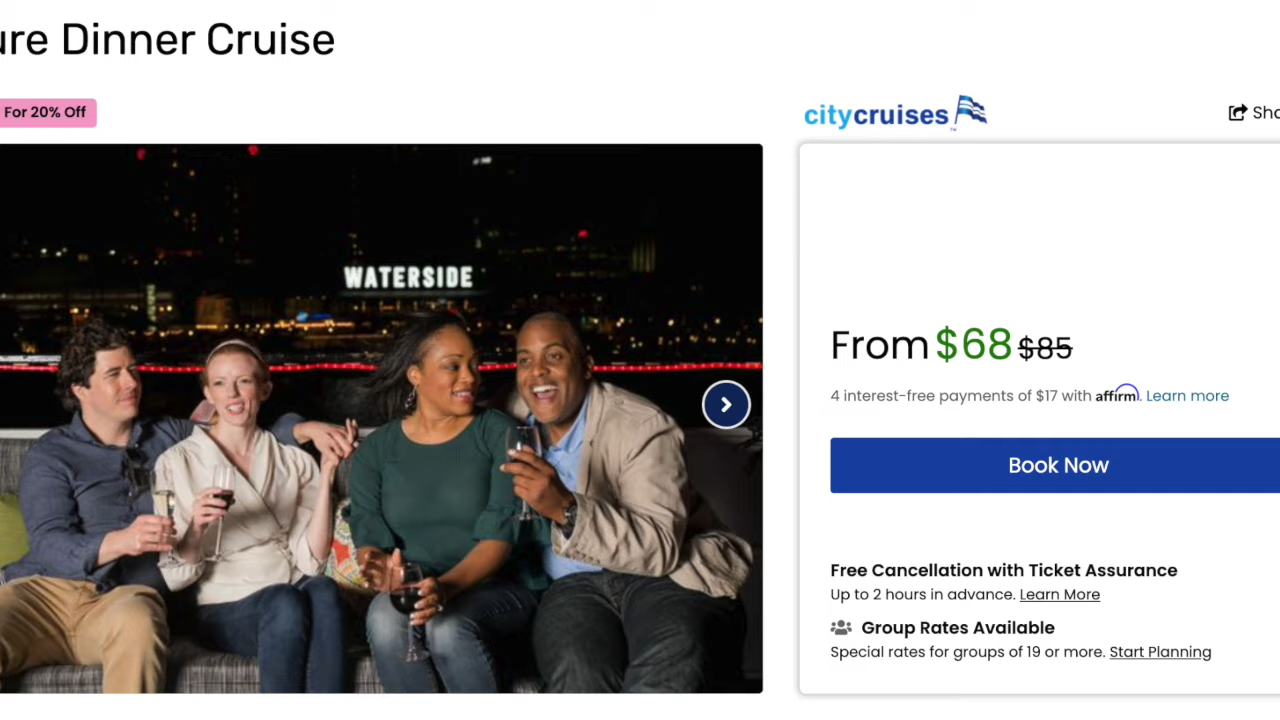 ure Dinner Cruise
For 20% Off
citycruises
Sha
WATERSIDE
From $68 $85
4 interest-free payments of $17 with affirm. Learn more
Book Now
Free Cancellation with Ticket Assurance
Up to 2 hours in advance. Learn More
Group Rates Available
Special rates for groups of 19 or more. Start Planning